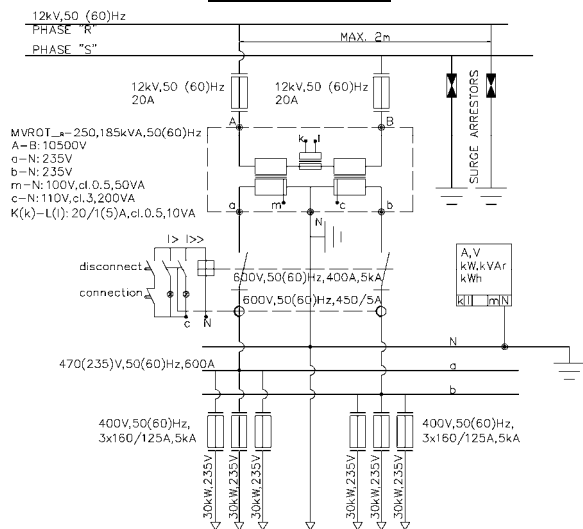 12kV,50 (60)Hz
PHASE "R"
MAX. 2m
PHASE "S"
12kV,50 (60)Hz
20A
12kV,50 (60)Hz
20A
SURGE ARRESTORS
A
B
MVROT_a-250,185kVA,50(60)Hz
A-B: 10500V
a-N: 235V
b-N: 235V
m-N: 100V,cl.0.5,50VA
c-N: 110V,cl.3,200VA
K(k)-L(l): 20/1(5)A,cl.0.5,10VA
k
l
m
c
a
N
b
I>
I>>
disconnect
connection
c
N
600V,50(60)Hz,400A,5kA
600V,50(60)Hz,450/5A
A,V
kW,kVAr
kWh
k
l
m
N
N
470(235)V,50(60)Hz,600A
a
b
400V,50(60)Hz,
3x160/125A,5kA
400V,50(60)Hz,
3x160/125A,5kA
30kW,235V
30kW,235V
30kW,235V
30kW,235V
30kW,235V
30kW,235V